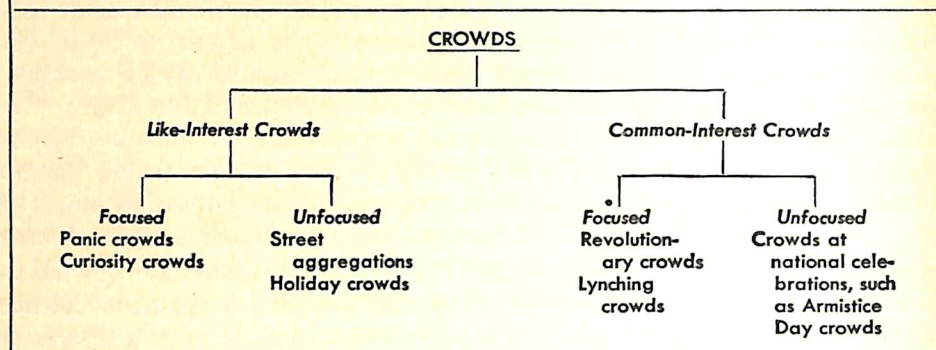 CROWDS
Like-Interest Crowds
Common-Interest Crowds
Focused
Panic crowds
Curiosity crowds
Unfocused
Street
aggregations
Holiday crowds
Focused
Revolution-
ary crowds
Lynching
crowds
Unfocused
Crowds at
national cele-
brations, such
as Armistice
Day crowds